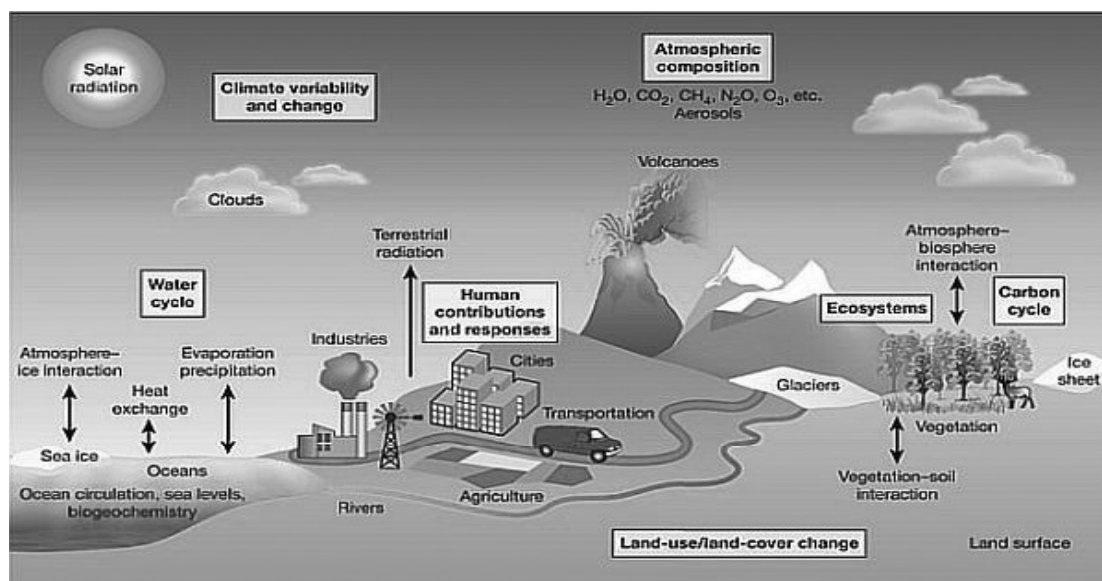 Solar
radiation
Climate variability
and change
Atmospheric
composition
H₂O, CO₂, CH₄, N₂O, O₃, etc.
Aerosols
Volcanoes
Clouds
Terrestrial
radiation
Atmosphero–
biosphere
interaction
Water
cyclo
Human
contributions
and responses
Ecosystems
Carbon
cycle
Industries
Cities
Atmosphere–
ice interaction
Evaporation
precipitation
Heat
exchange
Transportation
Glaciers
Ice
sheet
Vegetation
Sea ice
Oceans
Ocean circulation, sea levels,
biogeochemistry
Rivers
Agriculture
Vegetation–soil
interaction
Land-use/land-cover change
Land surface